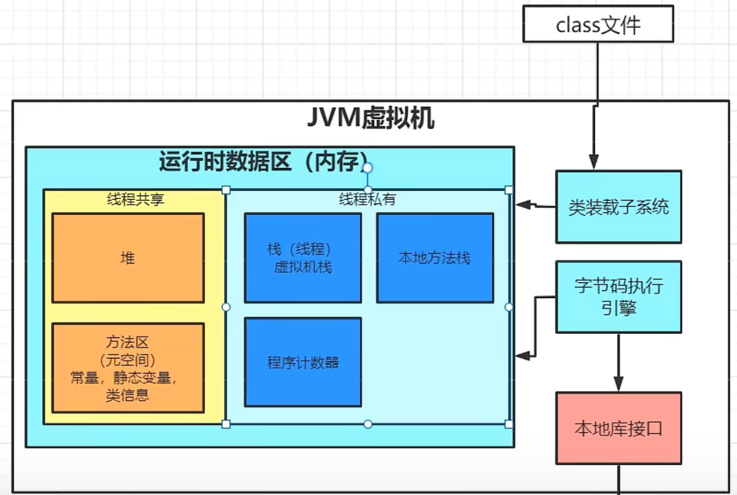 class文件
JVM虚拟机
运行时数据区（内存）
线程共享
线程私有
堆
栈（线程）
虚拟机栈
本地方法栈
方法区
（元空间）
常量，静态变量，
类信息
程序计数器
类装载子系统
字节码执行
引擎
本地库接口